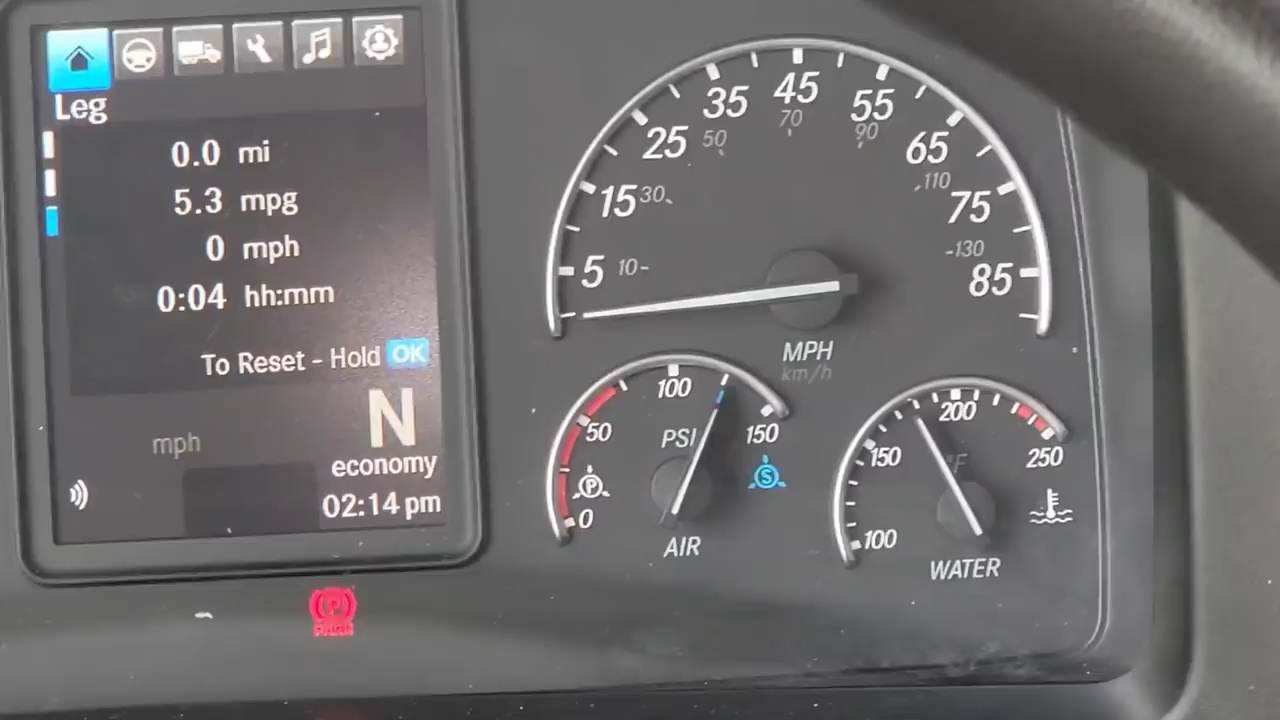 Leg
0.0 mi
5.3 mpg
0 mph
0:04 hh:mm
To Reset - Hold OK
N
mph
economy
02:14 pm
P
PARK
5 15 25 35 45 55 65 75 85
10 30 50 70 90 110 130
MPH
km/h
0 50 100 150
PSI
P
S
AIR
100 150 200 250
°F
WATER